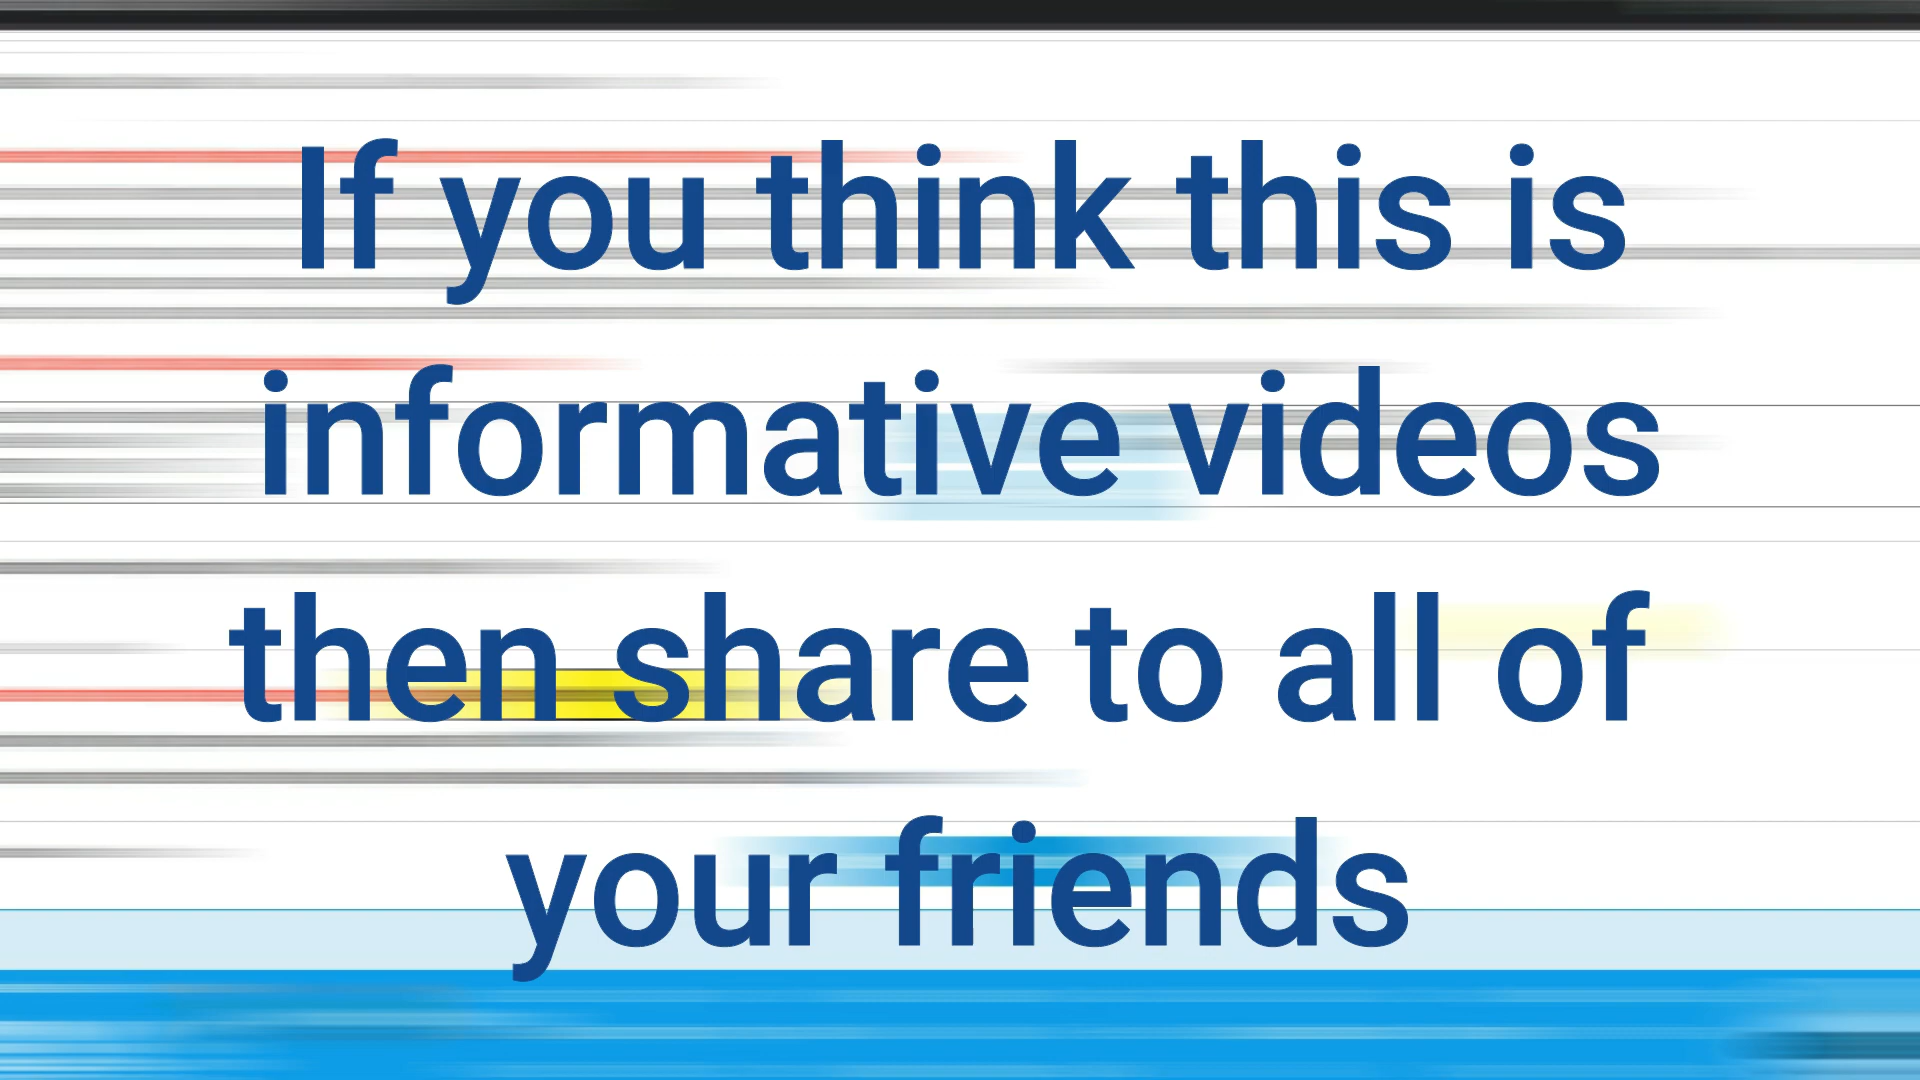 If you think this is
informative videos
then share to all of
your friends